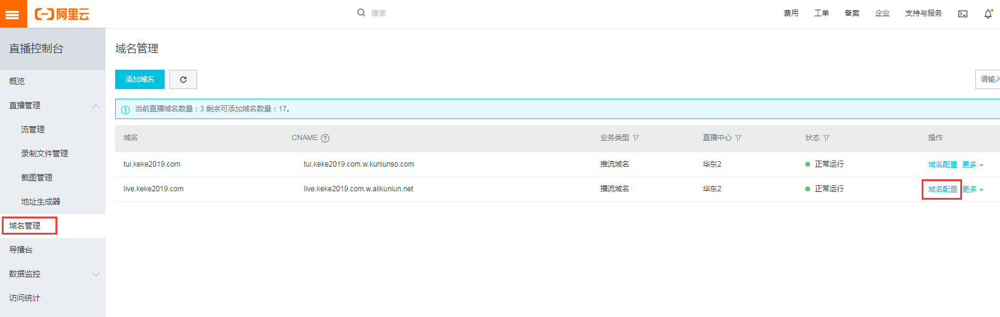 阿里云
搜索
费用 工单 备案 企业 支持与服务
直播控制台
概览
直播管理
流管理
录制文件管理
截图管理
地址生成器
域名管理
导播台
数据监控
访问统计
域名管理
添加域名
请输入
当前直播域名数量：3 剩余可添加域名数量：17。
域名 CNAME 业务类型 直播中心 状态 操作
tui.keke2019.com tui.keke2019.com.w.kunlunso.com 推流域名 华东2 正常运行 域名配置 更多
live.keke2019.com live.keke2019.com.w.alikunlun.net 播流域名 华东2 正常运行 域名配置 更多